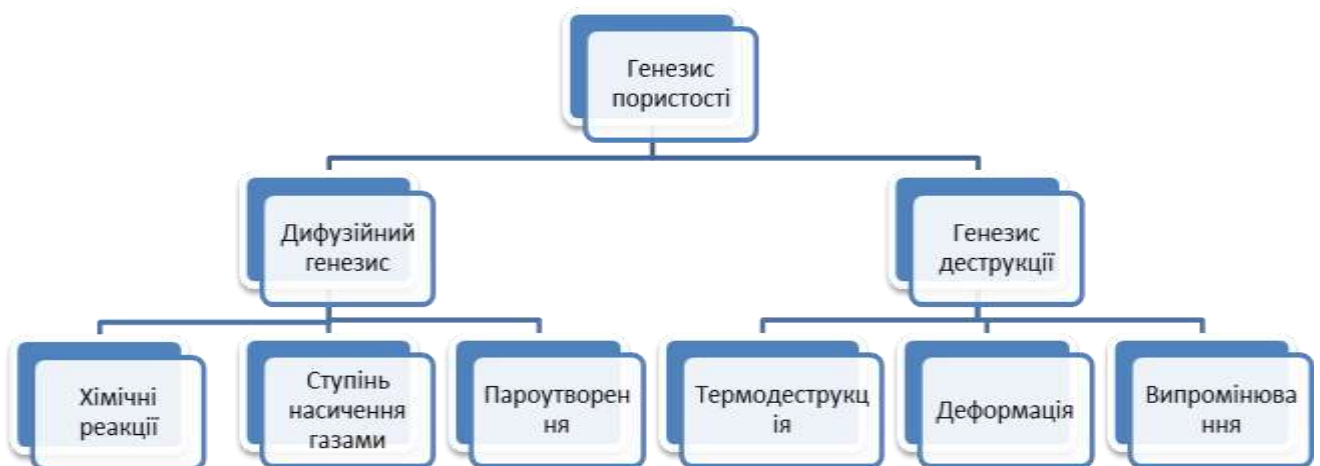 Генезис
пористості
Дифузійний
генезис
Генезис
деструкції
Хімічні
реакції
Ступінь
насичення
газами
Пароутворен
ня
Термодеструкц
ія
Деформація
Випромінюва
ння